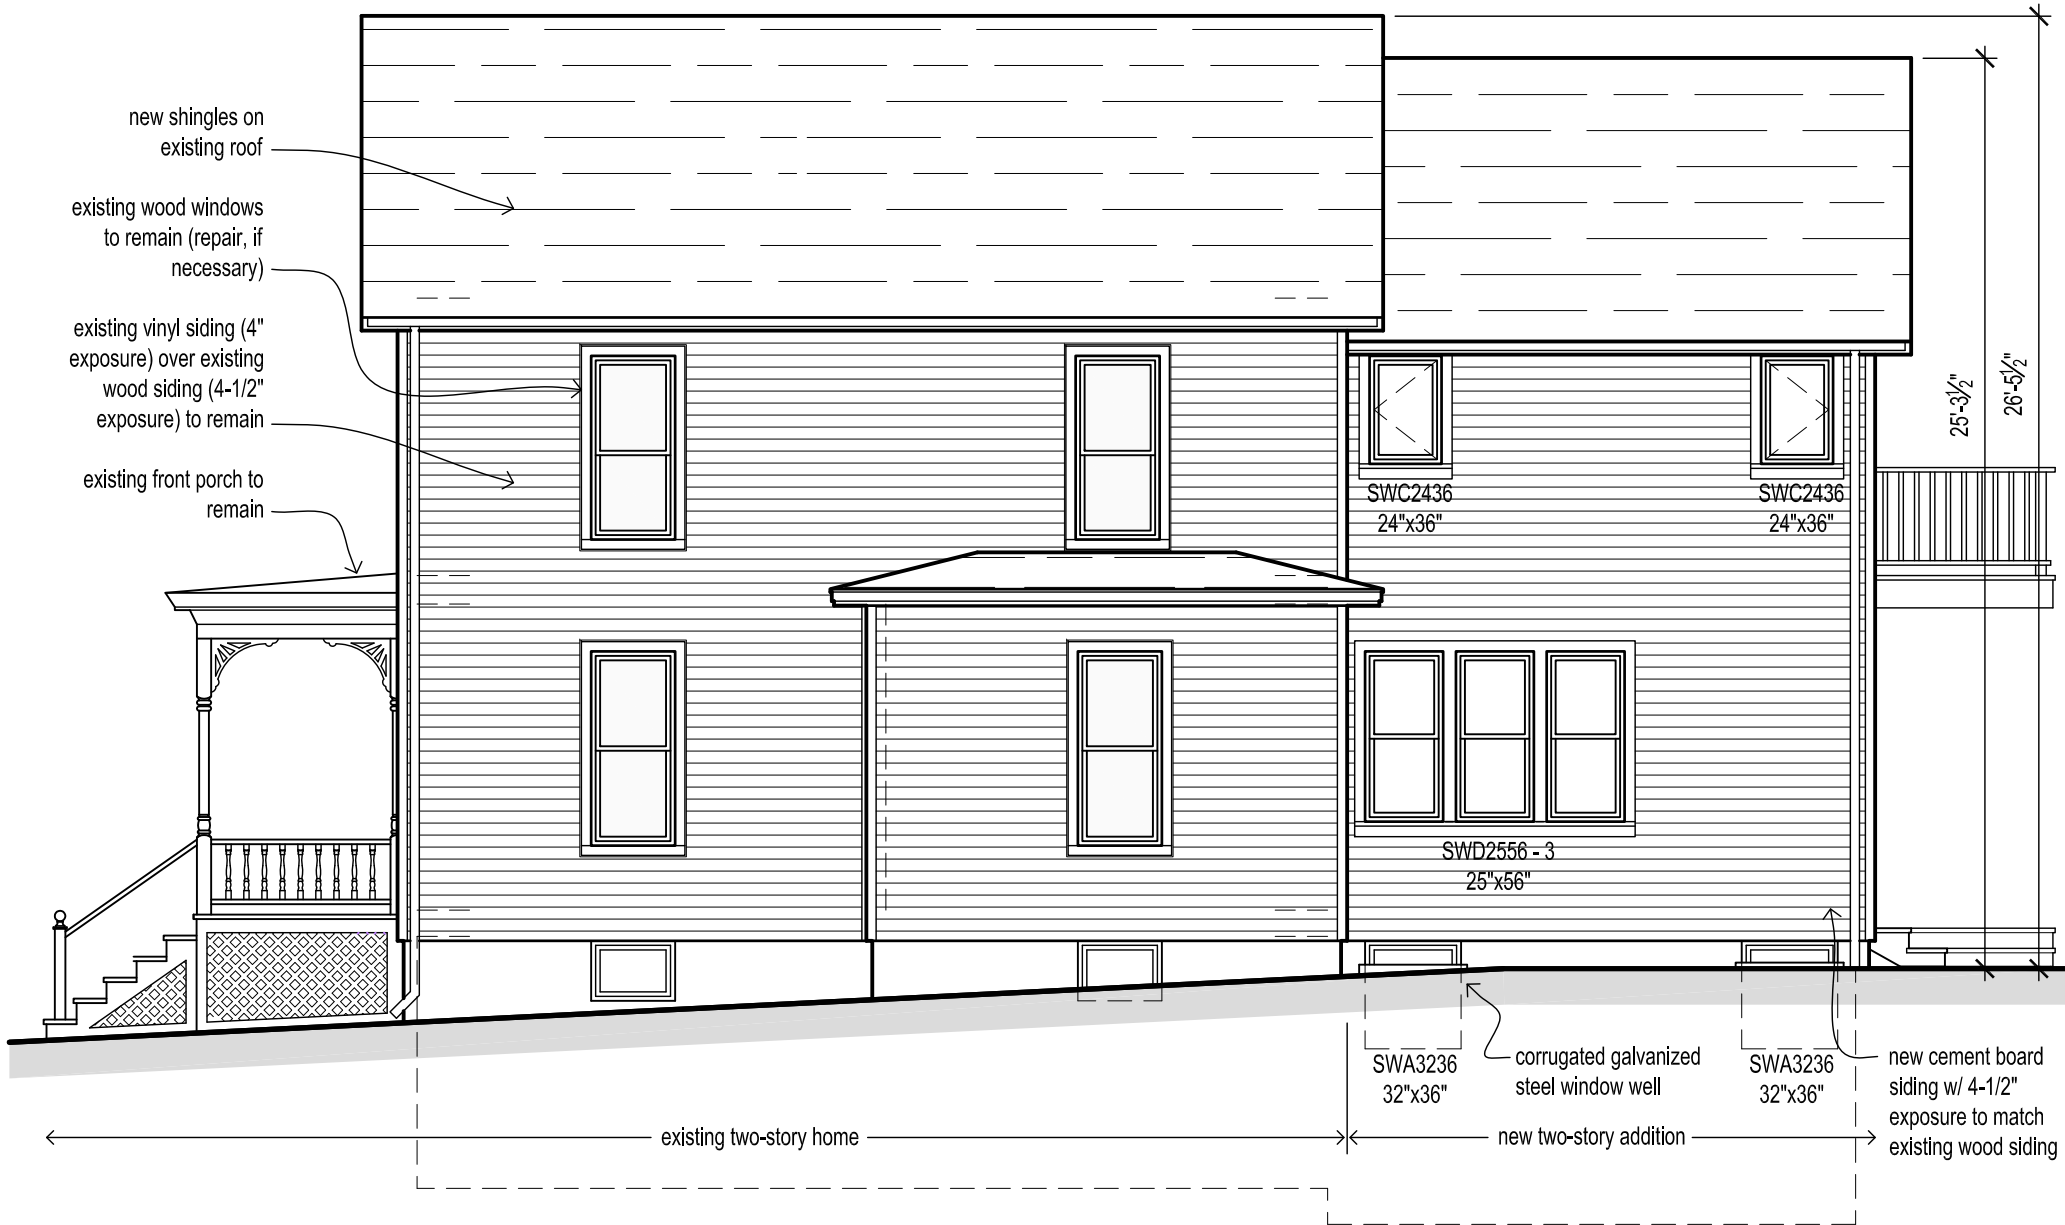 new shingles on
existing roof
existing wood windows
to remain (repair, if
necessary)
existing vinyl siding (4"
exposure) over existing
wood siding (4-1/2"
exposure) to remain
existing front porch to
remain
25'-3½"
26'-5½"
SWC2436
24"x36"
SWC2436
24"x36"
SWD2556 - 3
25"x56"
SWA3236
32"x36"
corrugated galvanized
steel window well
SWA3236
32"x36"
new cement board
siding w/ 4-1/2"
exposure to match
existing wood siding
existing two-story home
new two-story addition